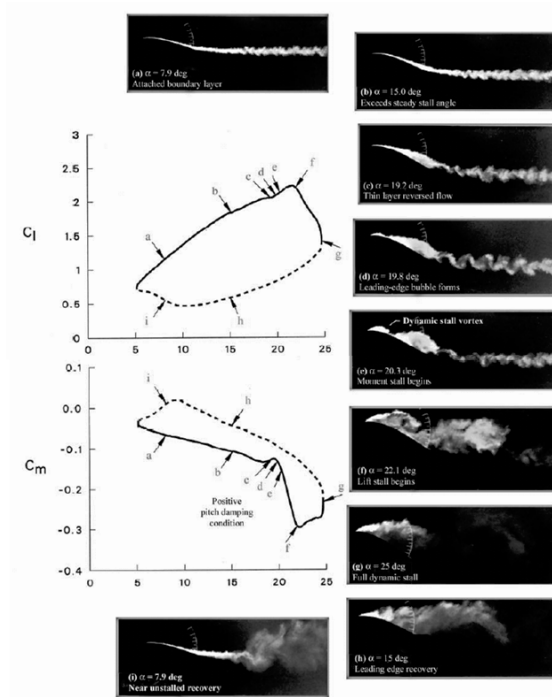 (a) α = 7.9 deg
Attached boundary layer
(b) α = 15.0 deg
Exceeds steady stall angle
(c) α = 19.2 deg
Thin layer reversed flow
(d) α = 19.8 deg
Leading-edge bubble forms
Dynamic stall vortex
(e) α = 20.3 deg
Moment stall begins
(f) α = 22.1 deg
Lift stall begins
(g) α = 25 deg
Full dynamic stall
(h) α = 15 deg
Leading edge recovery
(i) α = 7.9 deg
Near unstalled recovery
3
2.5
2
1.5
1
0.5
0
Cl
a
b
c
d
e
f
g
h
i
0 5 10 15 20 25
0.1
0.0
-0.1
-0.2
-0.3
-0.4
Cm
i
h
a
b
c
d
e
f
g
Positive
pitch damping
condition
0 5 10 15 20 25